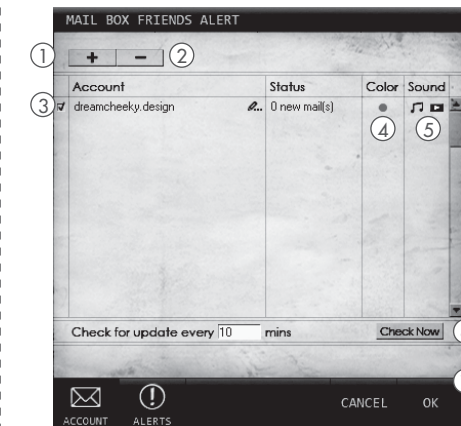 MAIL BOX FRIENDS ALERT
① + − ②
Account Status Color Sound
③ dreamcheeky.design ... 0 new mail(s)
④ ⑤
Check for update every 10 mins Check Now
CANCEL OK
ACCOUNT ALERTS